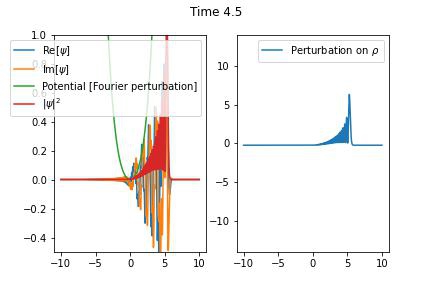 Time 4.5
Re[ψ]
Im[ψ]
Potential [Fourier perturbation]
|ψ|²
1.0
0.8
0.6
0.4
0.2
0.0
−0.2
−0.4
−10 −5 0 5 10
Perturbation on ρ
10
5
0
−5
−10
−10 −5 0 5 10